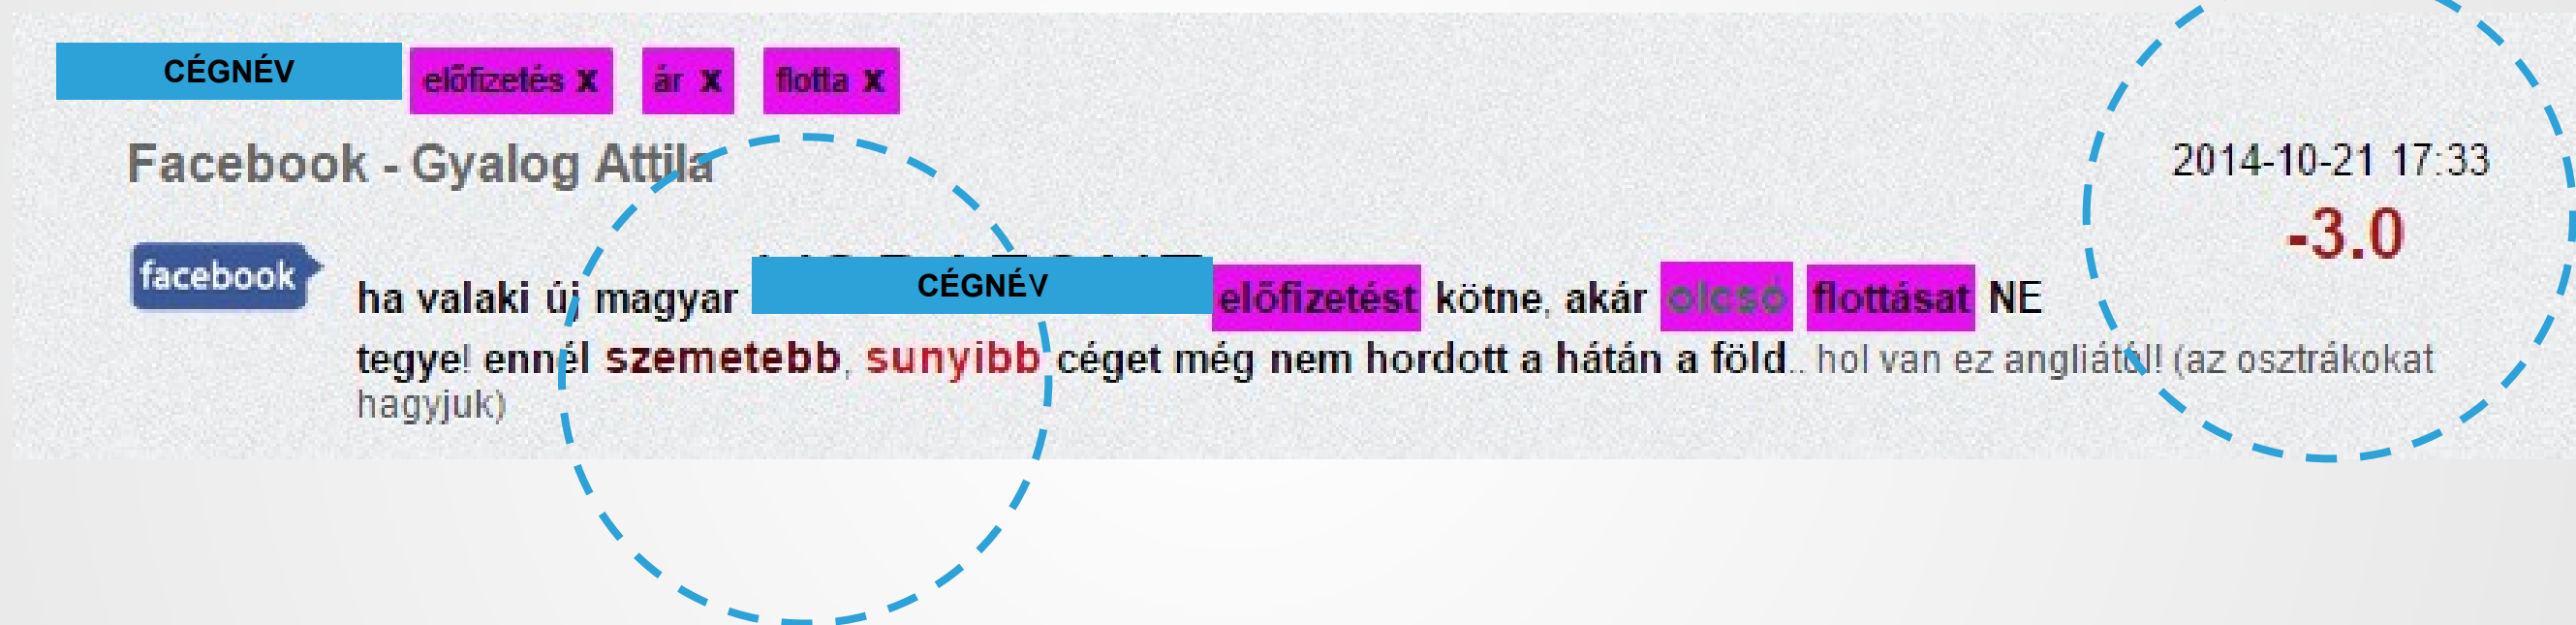 CÉGNÉV előfizetés x ár x flotta x
Facebook - Gyalog Attila
2014-10-21 17:33
-3.0
facebook
ha valaki új magyar CÉGNÉV előfizetést kötne, akár olcsó flottásat NE
tegye! ennél szemetebb, sunyibb céget még nem hordott a hátán a föld.. hol van ez angliától! (az osztrákokat
hagyjuk)